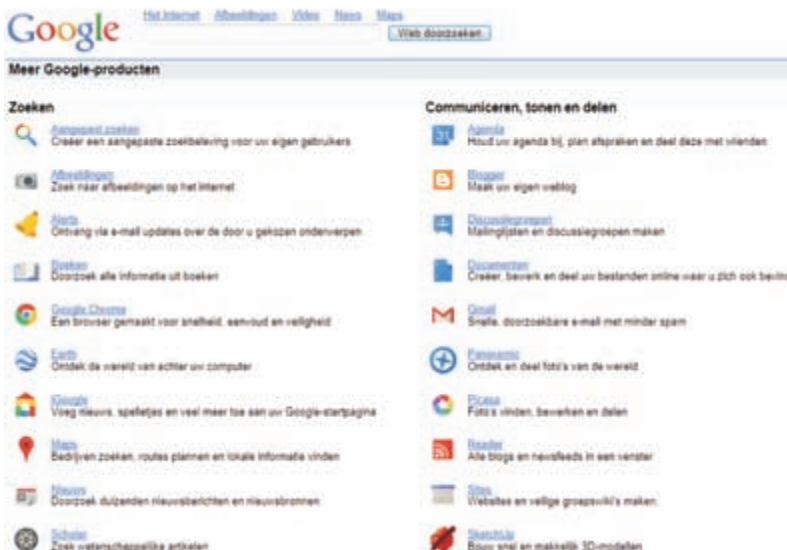 Google
Het Internet Afbeeldingen Video News Maps
Web doorzoeken
Meer Google-producten
Zoeken
Aangepast zoeken
Creëer een aangepaste zoekbeleving voor uw eigen gebruikers
Afbeeldingen
Zoek naar afbeeldingen op het internet
Alerts
Ontvang via e-mail updates over de door u gekozen onderwerpen
Boeken
Doorzoek alle informatie uit boeken
Google Chrome
Een browser gemaakt voor snelheid, eenvoud en veiligheid
Earth
Ontdek de wereld van achter uw computer
iGoogle
Voeg nieuws, spelletjes en veel meer toe aan uw Google-startpagina
Maps
Bedrijven zoeken, routes plannen en lokale informatie vinden
Nieuws
Doorzoek duizenden nieuwsberichten en nieuwsbronnen
Scholar
Zoek wetenschappelijke artikelen
Communiceren, tonen en delen
31
Agenda
Houd uw agenda bij, plan afspraken en deel deze met vrienden
Blogger
Maak uw eigen weblog
Discussiegroepen
Mailinglijsten en discussiegroepen maken
Documenten
Creëer, bewerk en deel uw bestanden online waar u zich ook bevind
Gmail
Snelle, doorzoekbare e-mail met minder spam
Panoramio
Ontdek en deel foto's van de wereld
Picasa
Foto's vinden, bewerken en delen
Reader
Alle blogs en newsfeeds in een venster
Sites
Websites en veilige groepswiki's maken
SketchUp
Bouw snel en makkelijk 3D-modellen